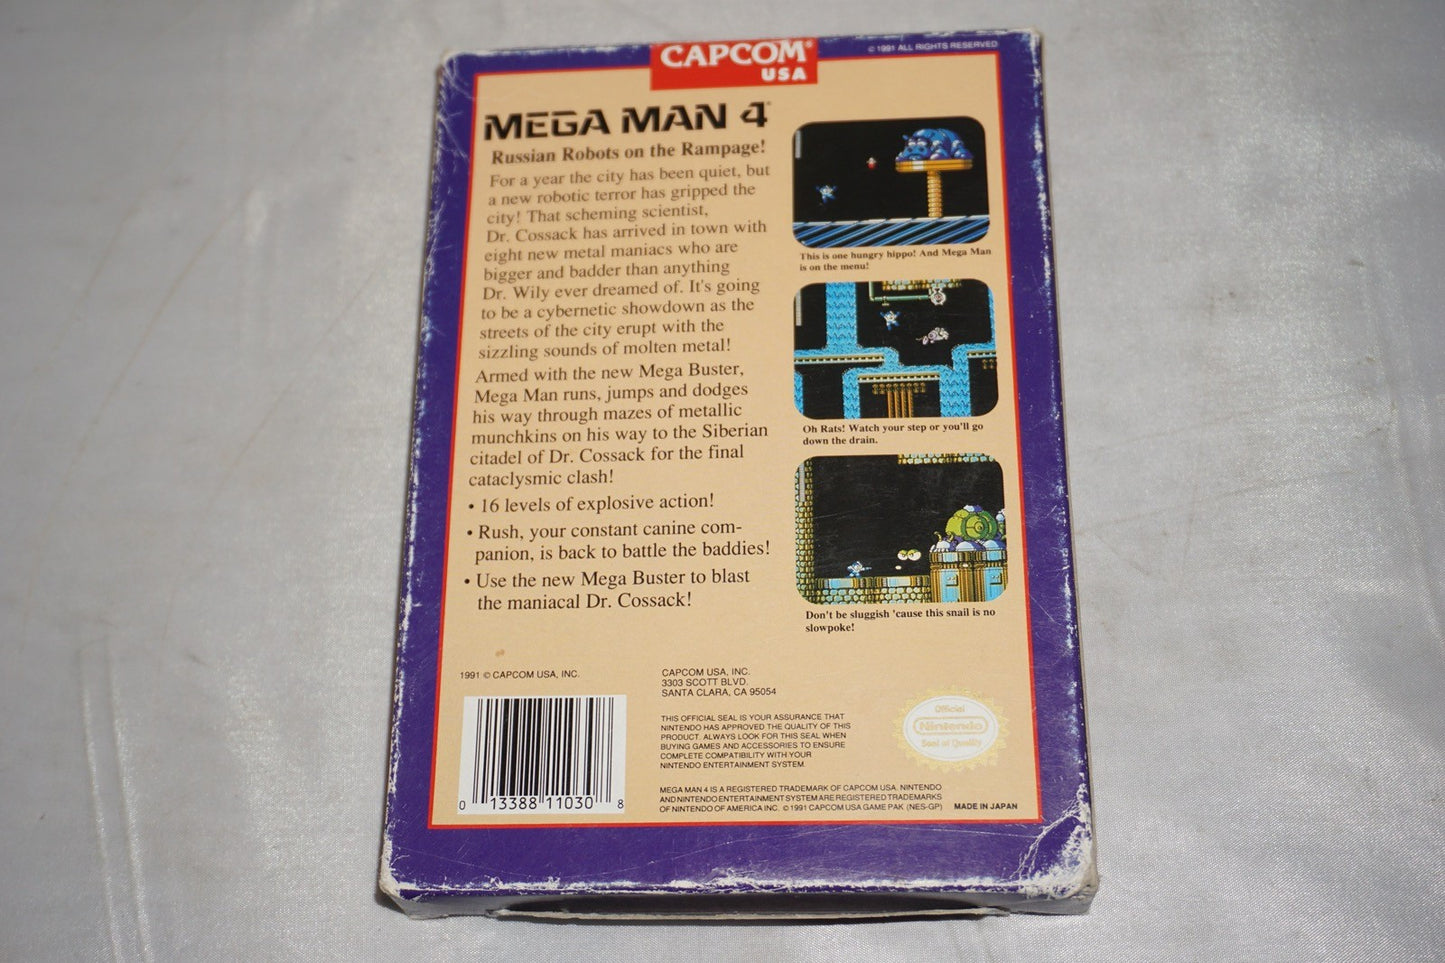 CAPCOM®
USA
© 1991 ALL RIGHTS RESERVED
MEGA MAN 4
Russian Robots on the Rampage!
For a year the city has been quiet, but
a new robotic terror has gripped the
city! That scheming scientist,
Dr. Cossack has arrived in town with
eight new metal maniacs who are
bigger and badder than anything
Dr. Wily ever dreamed of. It's going
to be a cybernetic showdown as the
streets of the city erupt with the
sizzling sounds of molten metal!
Armed with the new Mega Buster,
Mega Man runs, jumps and dodges
his way through mazes of metallic
munchkins on his way to the Siberian
citadel of Dr. Cossack for the final
cataclysmic clash!
• 16 levels of explosive action!
• Rush, your constant canine com-
panion, is back to battle the baddies!
• Use the new Mega Buster to blast
the maniacal Dr. Cossack!
This is one hungry hippo! And Mega Man
is on the menu!
Oh Rats! Watch your step or you'll go
down the drain.
Don't be sluggish 'cause this snail is no
slowpoke!
1991 © CAPCOM USA, INC.
CAPCOM USA, INC.
3303 SCOTT BLVD.
SANTA CLARA, CA 95054
THIS OFFICIAL SEAL IS YOUR ASSURANCE THAT
NINTENDO HAS APPROVED THE QUALITY OF THIS
PRODUCT. ALWAYS LOOK FOR THIS SEAL WHEN
BUYING GAMES AND ACCESSORIES TO ENSURE
COMPLETE COMPATIBILITY WITH YOUR
NINTENDO ENTERTAINMENT SYSTEM.
Official
Nintendo
Seal of Quality
0 13388 11030 8
MEGA MAN 4 IS A REGISTERED TRADEMARK OF CAPCOM USA. NINTENDO
AND NINTENDO ENTERTAINMENT SYSTEM ARE REGISTERED TRADEMARKS
OF NINTENDO OF AMERICA INC. © 1991 CAPCOM USA GAME PAK (NES-GP)
MADE IN JAPAN